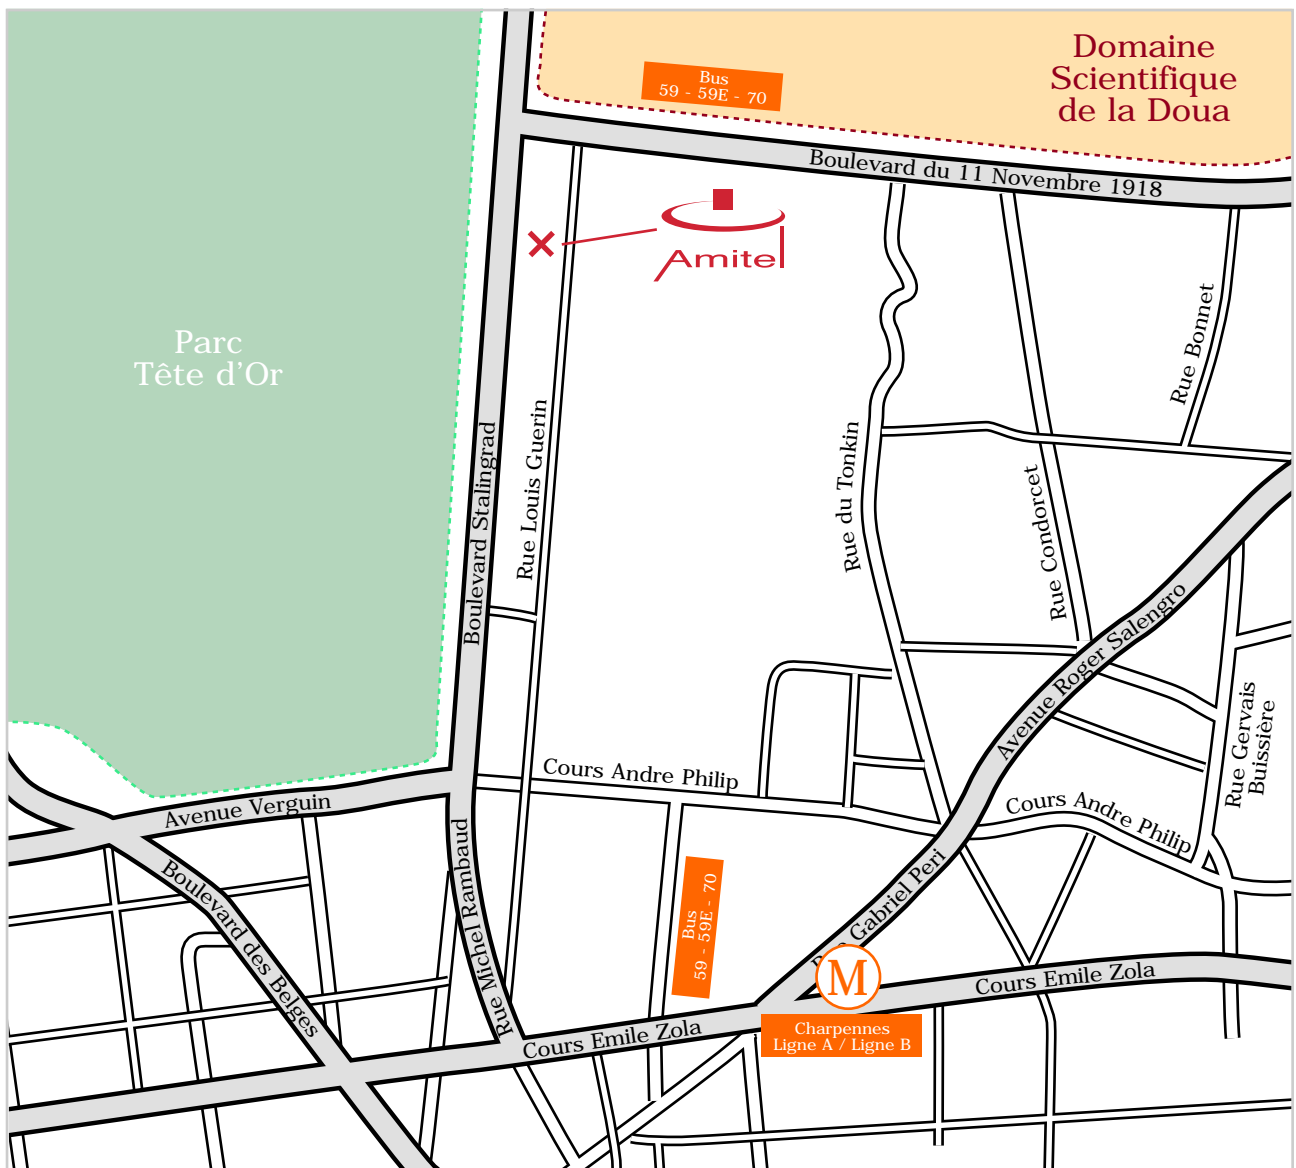 Domaine
Scientifique
de la Doua
Bus
59 - 59E - 70
Boulevard du 11 Novembre 1918
Amitel
Parc
Tête d'Or
Rue Bonnet
Rue Louis Guerin
Boulevard Stalingrad
Rue du Tonkin
Rue Condorcet
Avenue Roger Salengro
Rue Gervais
Buissière
Cours Andre Philip
Cours Andre Philip
Avenue Verguin
Boulevard des Belges
Rue Michel Rambaud
Bus
59 - 59E - 70
Gabriel Peri
M
Cours Emile Zola
Cours Emile Zola
Charpennes
Ligne A / Ligne B